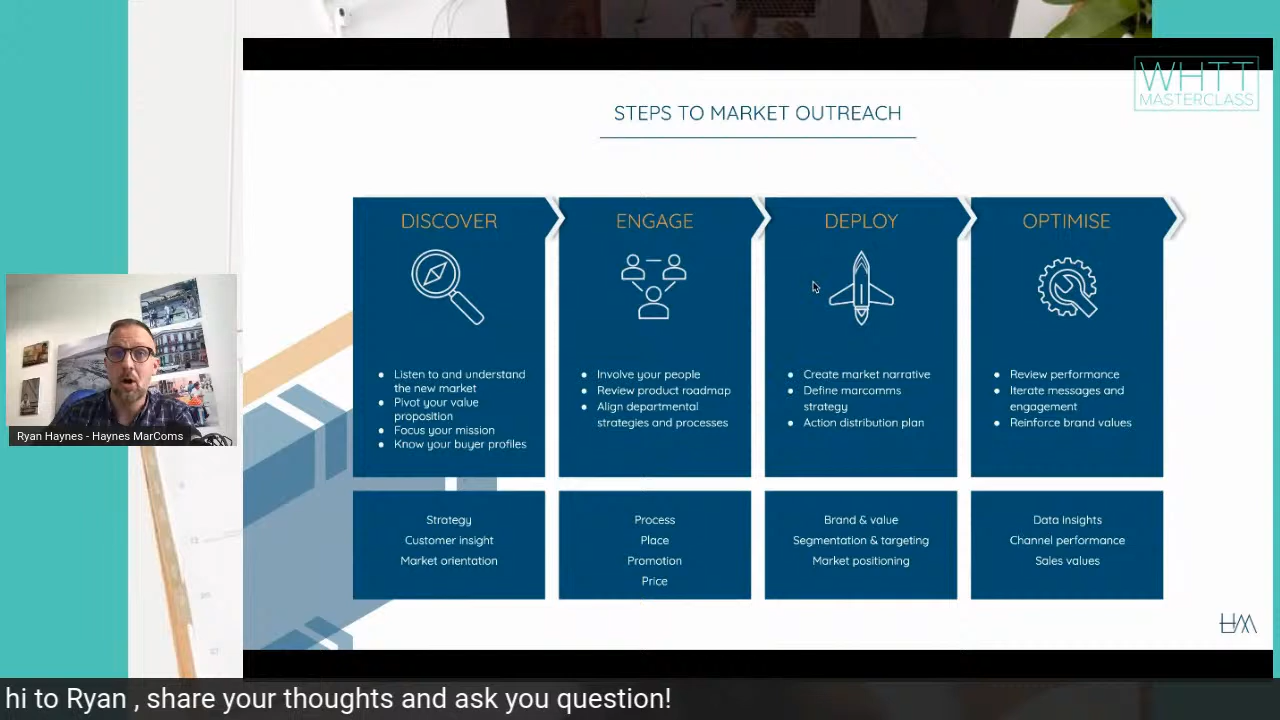 WHTT
MASTERCLASS
STEPS TO MARKET OUTREACH
DISCOVER
● Listen to and understand
the new market
● Pivot your value
proposition
● Focus your mission
● Know your buyer profiles
Strategy
Customer insight
Market orientation
ENGAGE
● Involve your people
● Review product roadmap
● Align departmental
strategies and processes
Process
Place
Promotion
Price
DEPLOY
● Create market narrative
● Define marcomms
strategy
● Action distribution plan
Brand & value
Segmentation & targeting
Market positioning
OPTIMISE
● Review performance
● Iterate messages and
engagement
● Reinforce brand values
Data insights
Channel performance
Sales values
HM
Ryan Haynes - Haynes MarComs
hi to Ryan , share your thoughts and ask you question!